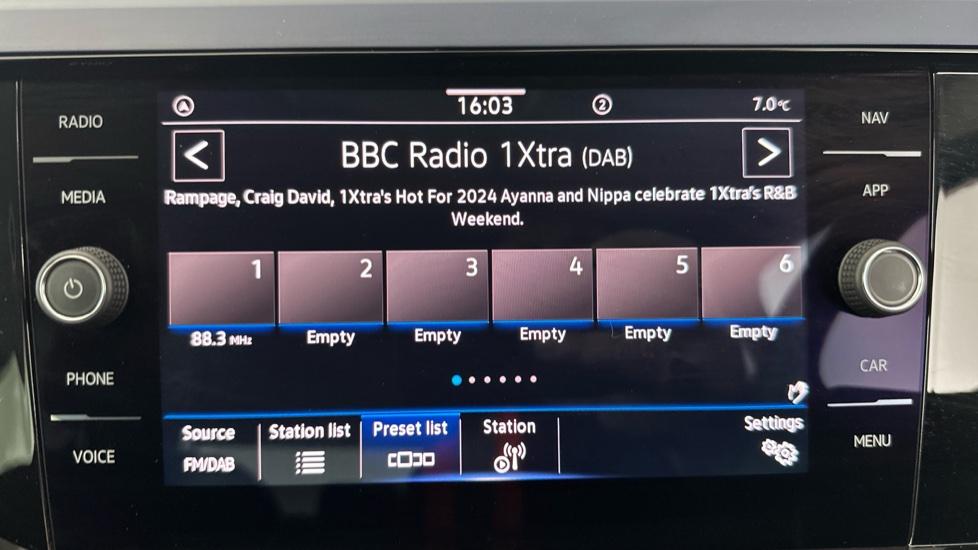 RADIO
MEDIA
PHONE
VOICE
16:03
2
7.0°C
BBC Radio 1Xtra (DAB)
Rampage, Craig David, 1Xtra's Hot For 2024 Ayanna and Nippa celebrate 1Xtra's R&B
Weekend.
1 2 3 4 5 6
88.3 MHz Empty Empty Empty Empty Empty
Source Station list Preset list Station Settings
FM/DAB
NAV
APP
CAR
MENU